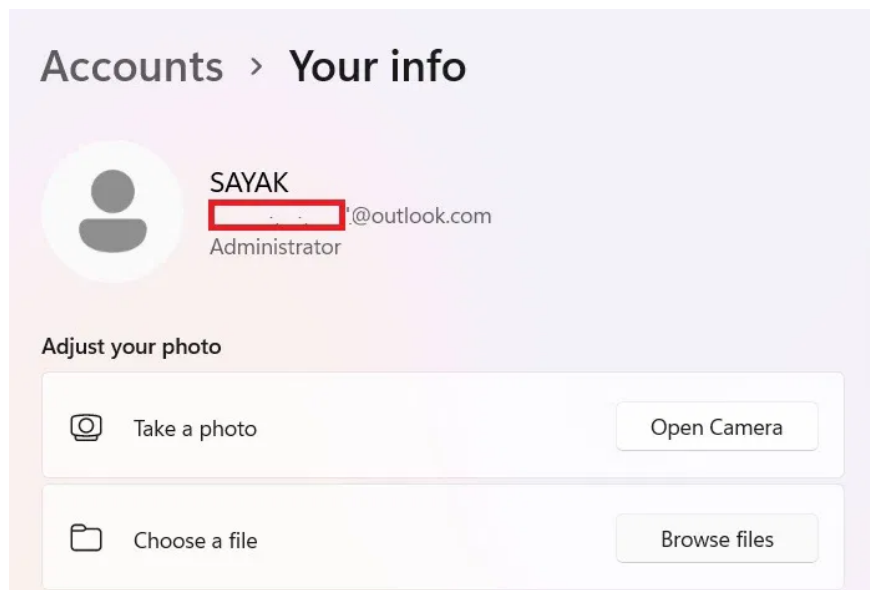 Accounts > Your info
SAYAK
@outlook.com
Administrator
Adjust your photo
Take a photo
Open Camera
Choose a file
Browse files